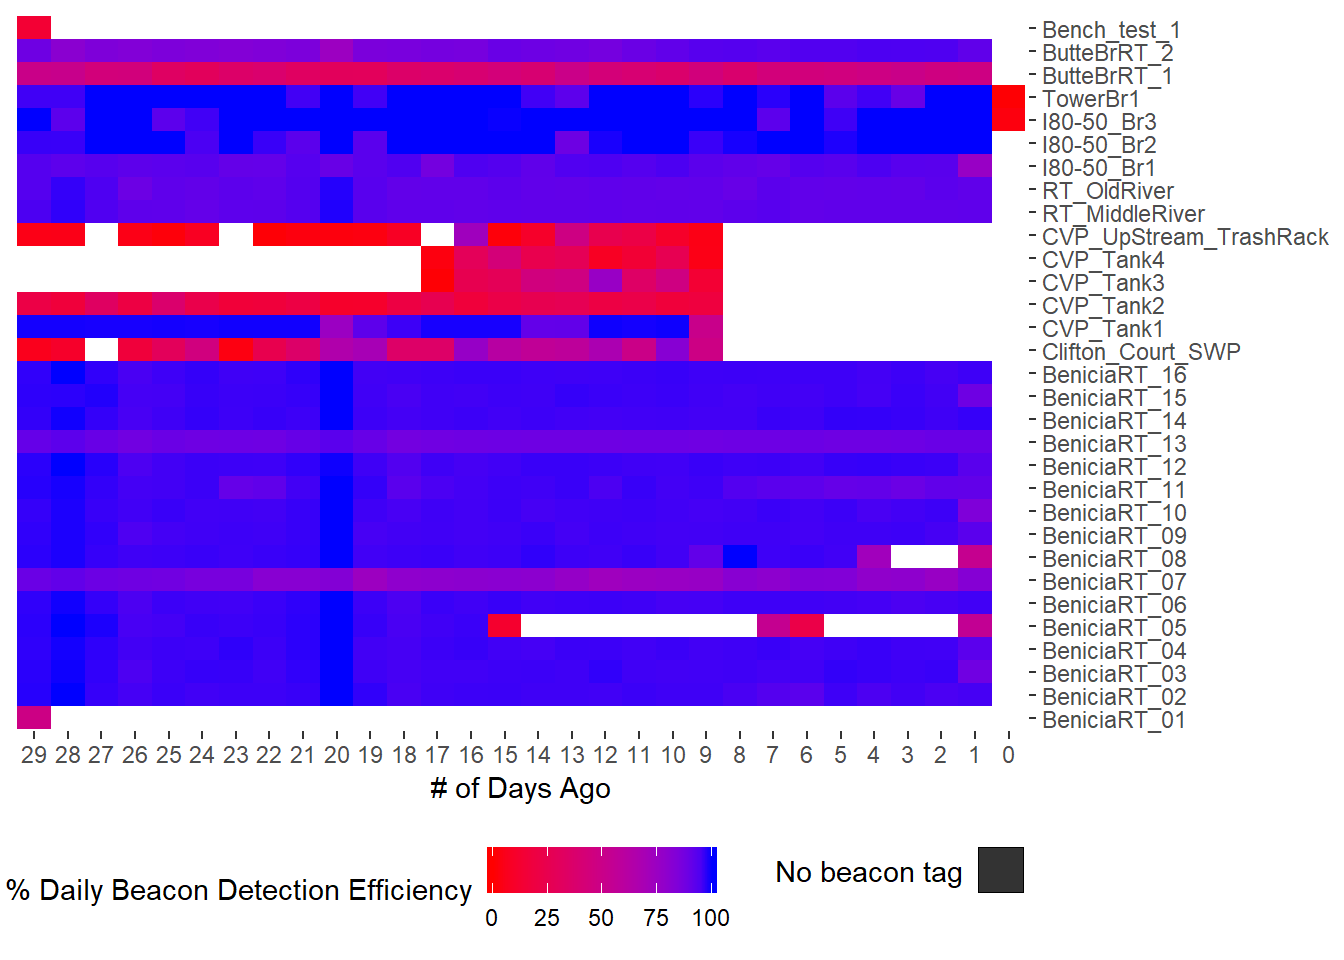 Bench_test_1
ButteBrRT_2
ButteBrRT_1
TowerBr1
I80-50_Br3
I80-50_Br2
I80-50_Br1
RT_OldRiver
RT_MiddleRiver
CVP_UpStream_TrashRack
CVP_Tank4
CVP_Tank3
CVP_Tank2
CVP_Tank1
Clifton_Court_SWP
BeniciaRT_16
BeniciaRT_15
BeniciaRT_14
BeniciaRT_13
BeniciaRT_12
BeniciaRT_11
BeniciaRT_10
BeniciaRT_09
BeniciaRT_08
BeniciaRT_07
BeniciaRT_06
BeniciaRT_05
BeniciaRT_04
BeniciaRT_03
BeniciaRT_02
BeniciaRT_01
29 28 27 26 25 24 23 22 21 20 19 18 17 16 15 14 13 12 11 10 9 8 7 6 5 4 3 2 1 0
# of Days Ago
% Daily Beacon Detection Efficiency
0 25 50 75 100
No beacon tag